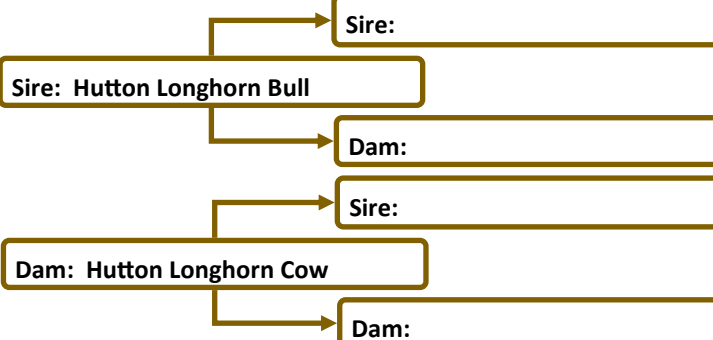 Sire:
Sire: Hutton Longhorn Bull
Dam:
Sire:
Dam: Hutton Longhorn Cow
Dam: